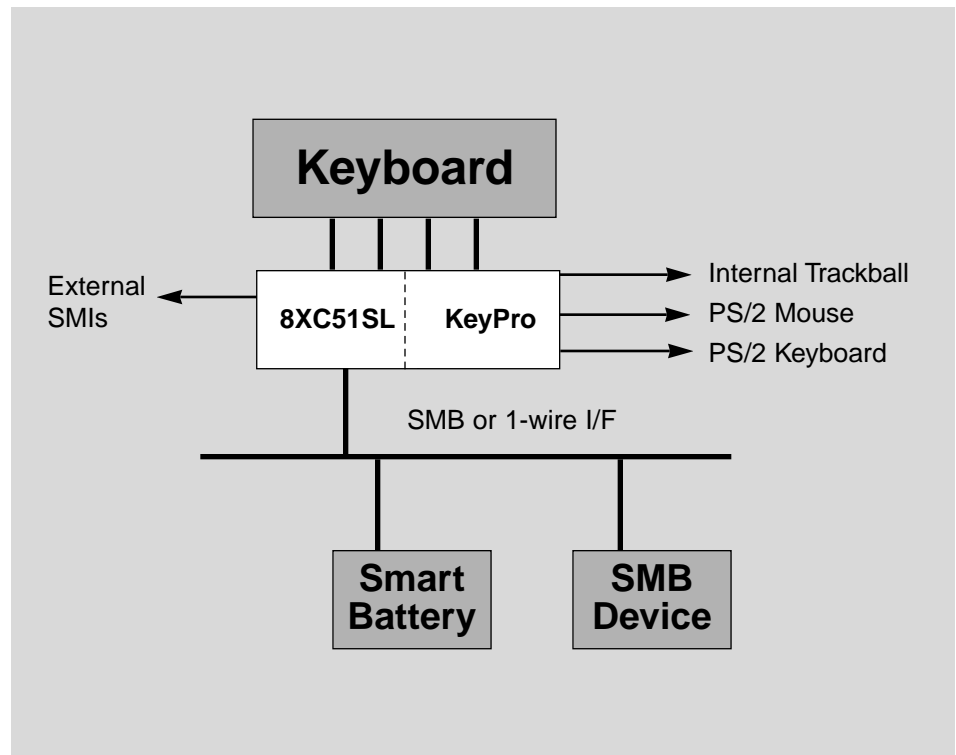 Keyboard
External
SMIs
8XC51SL
KeyPro
Internal Trackball
PS/2 Mouse
PS/2 Keyboard
SMB or 1-wire I/F
Smart
Battery
SMB
Device